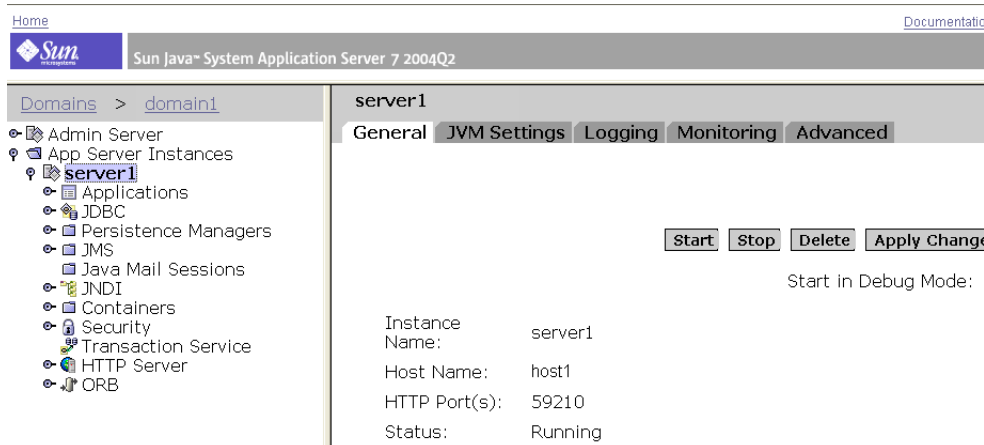 Home
Documentatio
Sun
microsystems
Sun Java™ System Application Server 7 2004Q2
Domains > domain1
Admin Server
App Server Instances
server1
Applications
JDBC
Persistence Managers
JMS
Java Mail Sessions
JNDI
Containers
Security
Transaction Service
HTTP Server
ORB
server1
General JVM Settings Logging Monitoring Advanced
Start Stop Delete Apply Change
Start in Debug Mode:
Instance
Name: server1
Host Name: host1
HTTP Port(s): 59210
Status: Running